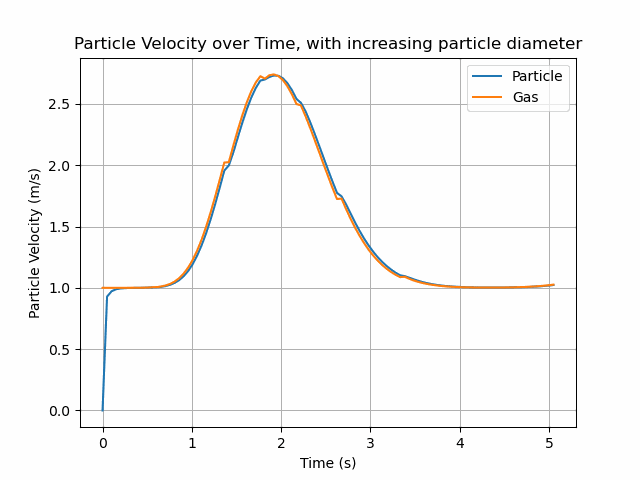 Particle Velocity over Time, with increasing particle diameter
Particle
Gas
Particle Velocity (m/s)
2.5
2.0
1.5
1.0
0.5
0.0
0 1 2 3 4 5
Time (s)